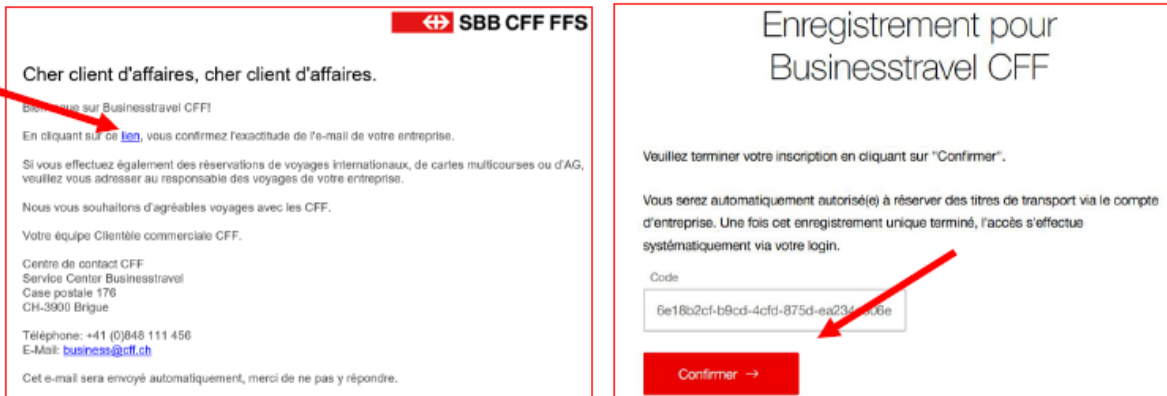 SBB CFF FFS
Cher client d'affaires, cher client d'affaires.
Bienvenue sur Businesstravel CFF!
En cliquant sur ce lien, vous confirmez l'exactitude de l'e-mail de votre entreprise.
Si vous effectuez également des réservations de voyages internationaux, de cartes multicourses ou d'AG,
veuillez vous adresser au responsable des voyages de votre entreprise.
Nous vous souhaitons d'agréables voyages avec les CFF.
Votre équipe Clientèle commerciale CFF.
Centre de contact CFF
Service Center Businesstravel
Case postale 176
CH-3900 Brigue
Téléphone: +41 (0)848 111 456
E-Mail: business@cff.ch
Cet e-mail sera envoyé automatiquement, merci de ne pas y répondre.
Enregistrement pour
Businesstravel CFF
Veuillez terminer votre inscription en cliquant sur "Confirmer".
Vous serez automatiquement autorisé(e) à réserver des titres de transport via le compte
d'entreprise. Une fois cet enregistrement unique terminé, l'accès s'effectue
systématiquement via votre login.
Code
Confirmer →